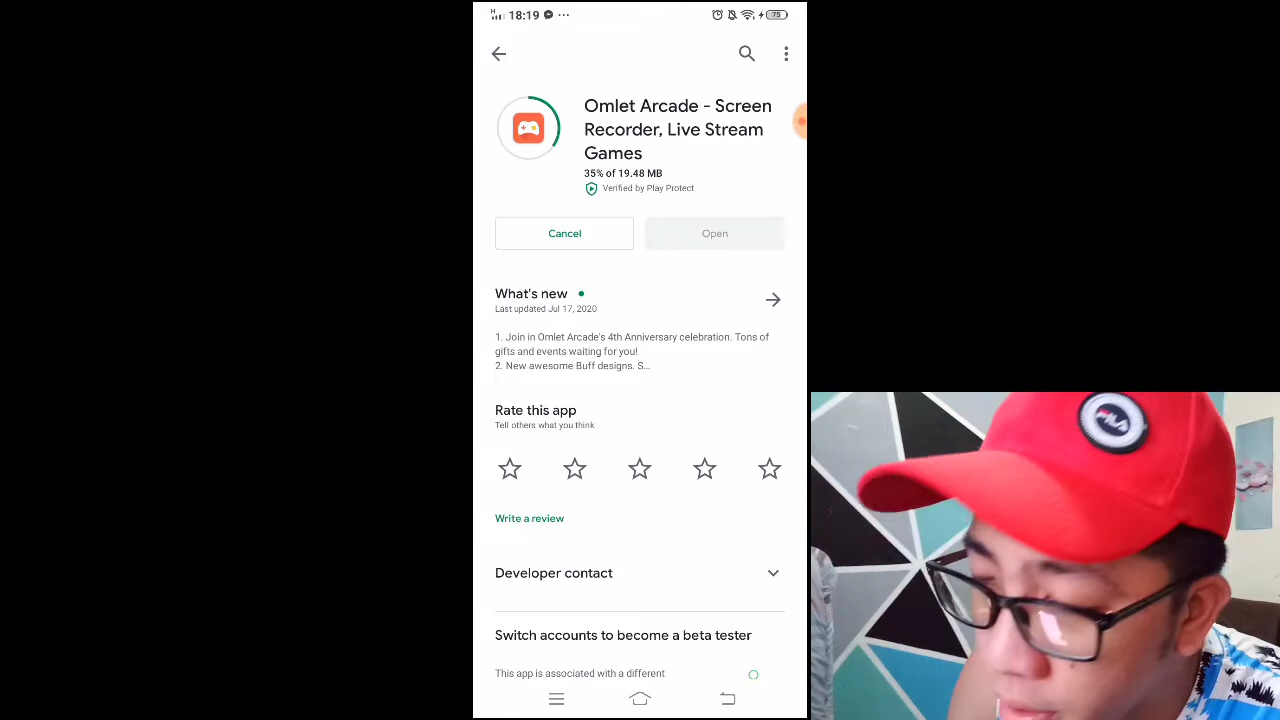 H 18:19 ... 75
Omlet Arcade - Screen
Recorder, Live Stream
Games
35% of 19.48 MB
Verified by Play Protect
Cancel Open
What's new
Last updated Jul 17, 2020
1. Join in Omlet Arcade's 4th Anniversary celebration. Tons of
gifts and events waiting for you!
2. New awesome Buff designs. S...
Rate this app
Tell others what you think
Write a review
Developer contact
Switch accounts to become a beta tester
This app is associated with a different
FILA